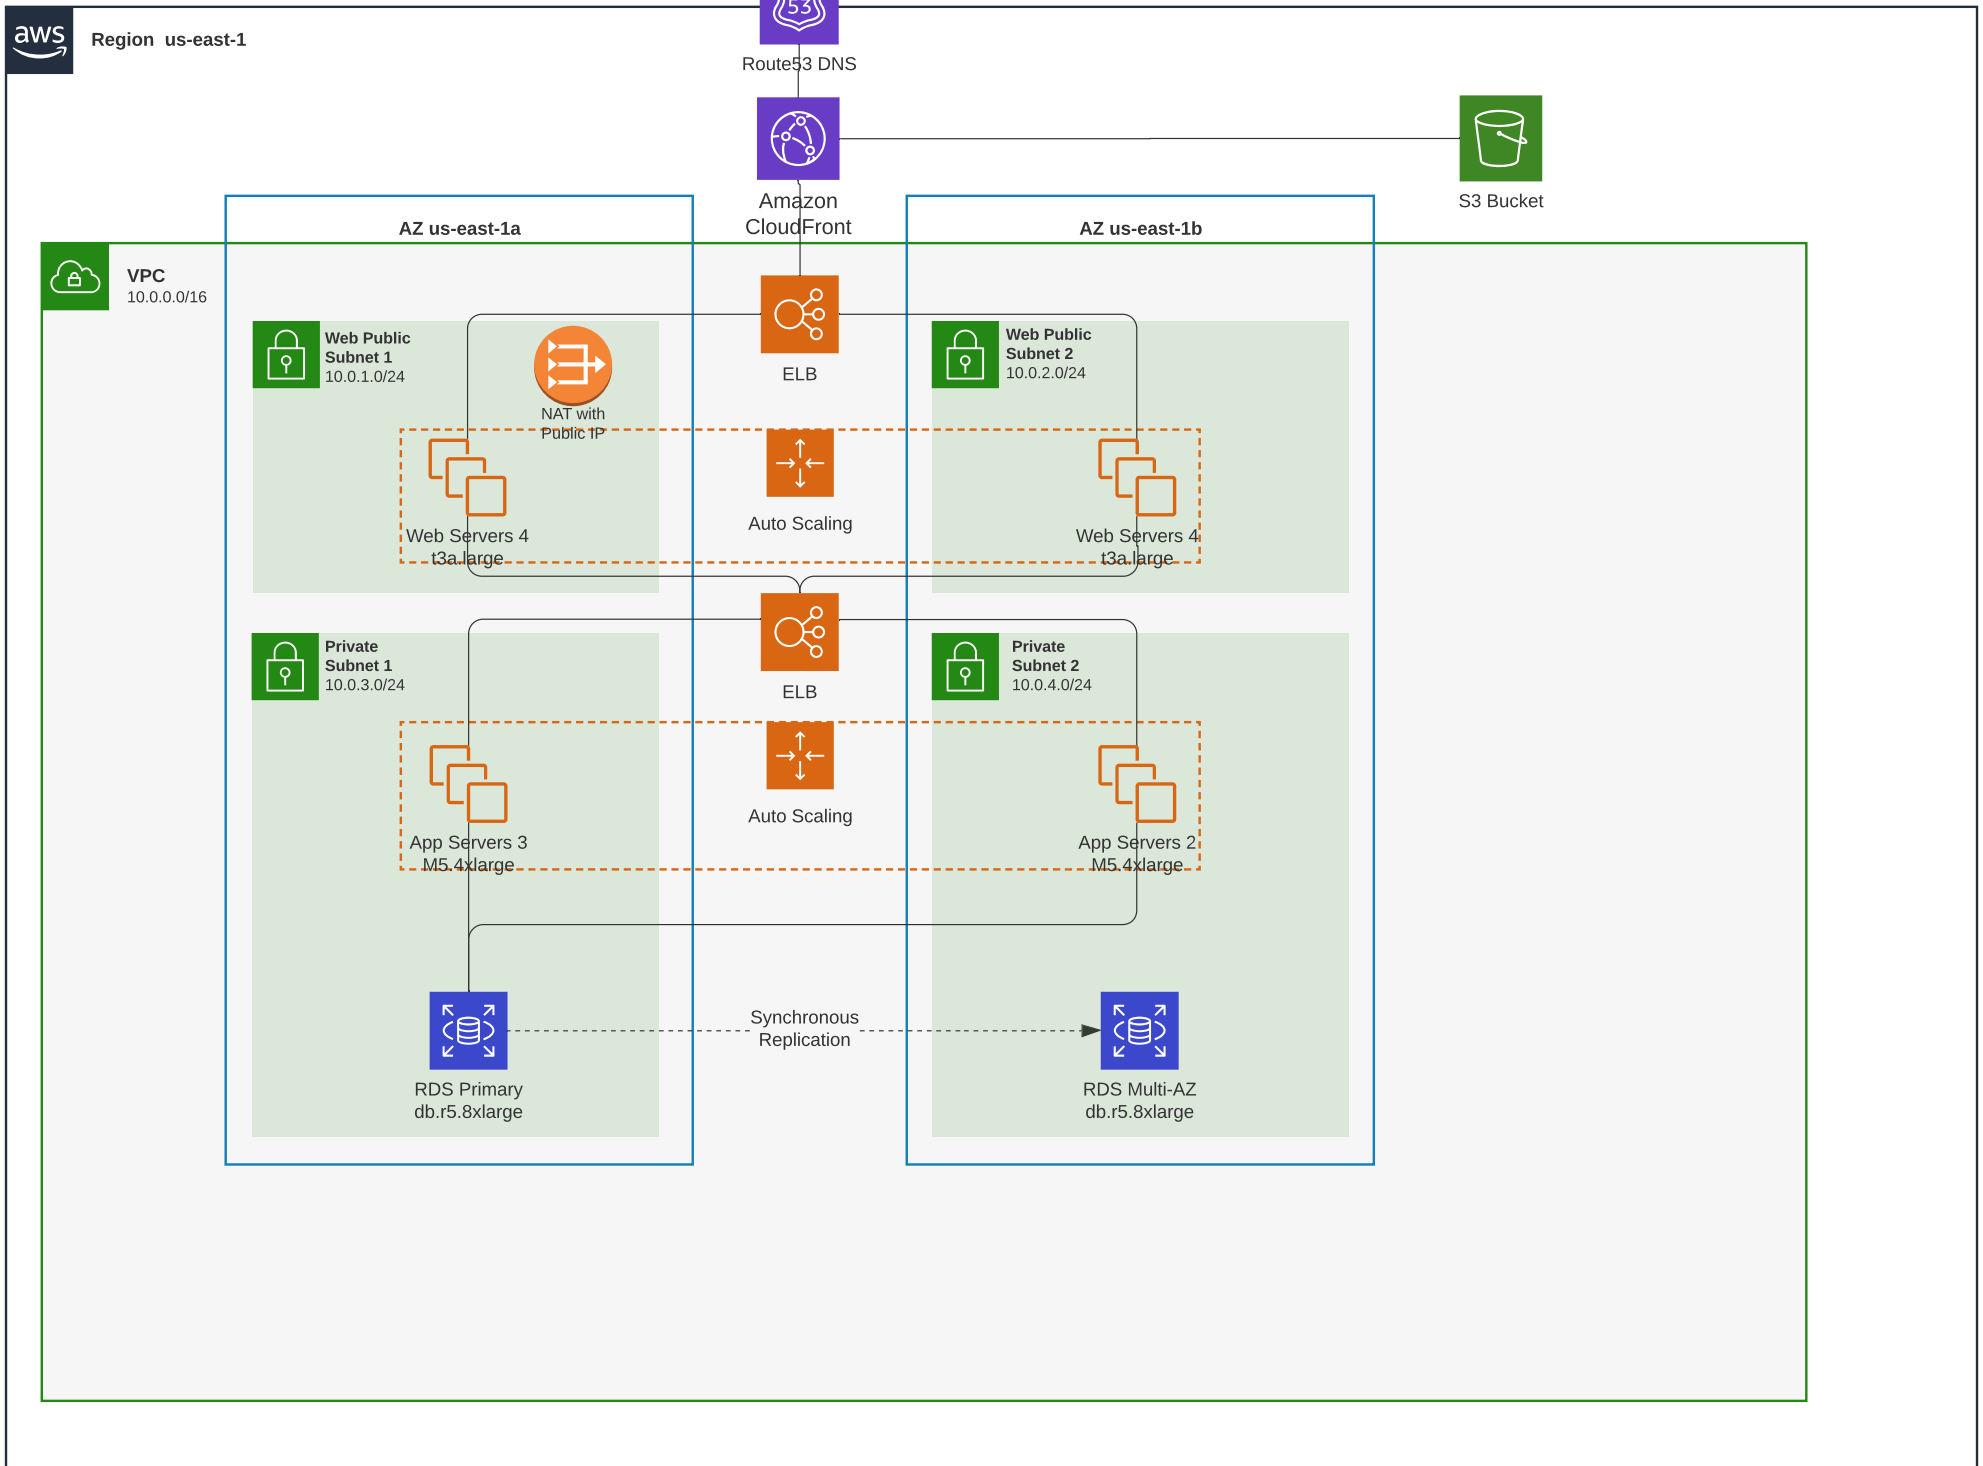 53
aws
Region us-east-1
Route53 DNS
Amazon
CloudFront
S3 Bucket
AZ us-east-1a
AZ us-east-1b
VPC
10.0.0.0/16
Web Public
Subnet 1
10.0.1.0/24
NAT with
Public IP
ELB
Web Public
Subnet 2
10.0.2.0/24
Web Servers 4
t3a.large
Auto Scaling
Web Servers 4
t3a.large
Private
Subnet 1
10.0.3.0/24
ELB
Private
Subnet 2
10.0.4.0/24
App Servers 3
M5.4xlarge
Auto Scaling
App Servers 2
M5.4xlarge
Synchronous
Replication
RDS Primary
db.r5.8xlarge
RDS Multi-AZ
db.r5.8xlarge